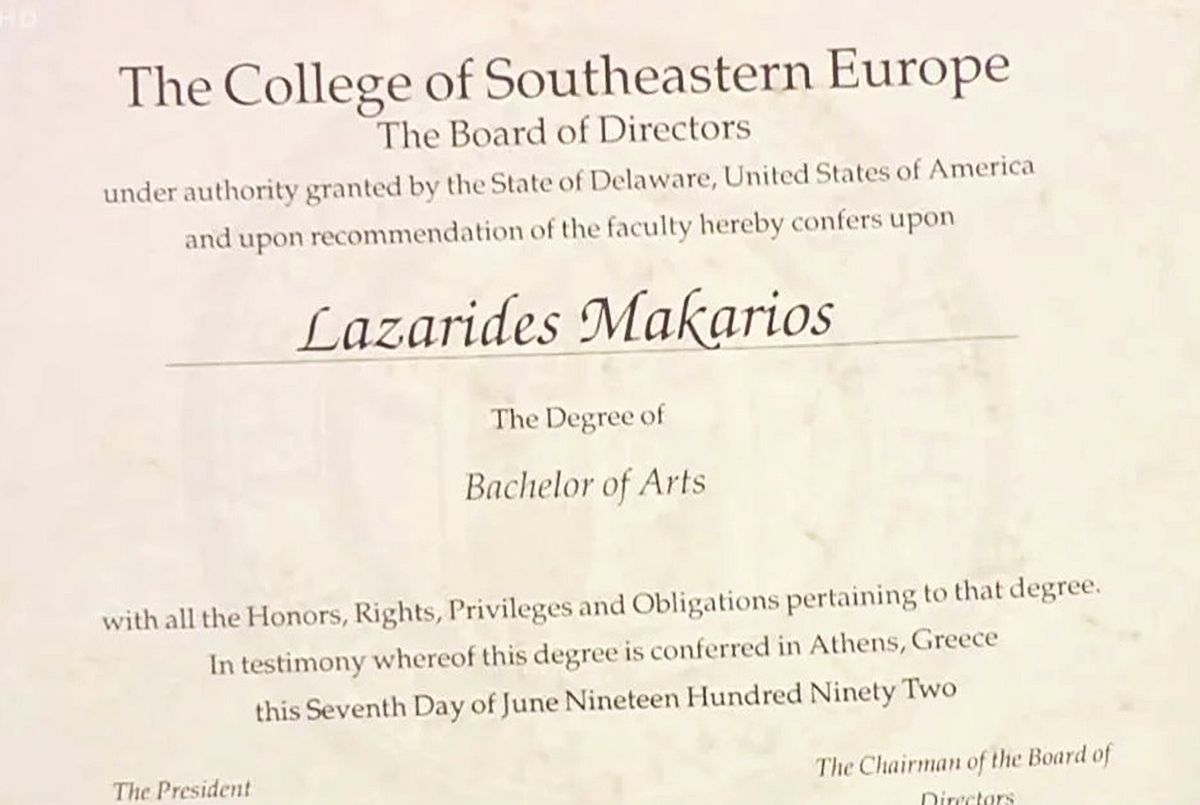 HD
The College of Southeastern Europe
The Board of Directors
under authority granted by the State of Delaware, United States of America
and upon recommendation of the faculty hereby confers upon
Lazarides Makarios
The Degree of
Bachelor of Arts
with all the Honors, Rights, Privileges and Obligations pertaining to that degree.
In testimony whereof this degree is conferred in Athens, Greece
this Seventh Day of June Nineteen Hundred Ninety Two
The President
The Chairman of the Board of
Directors